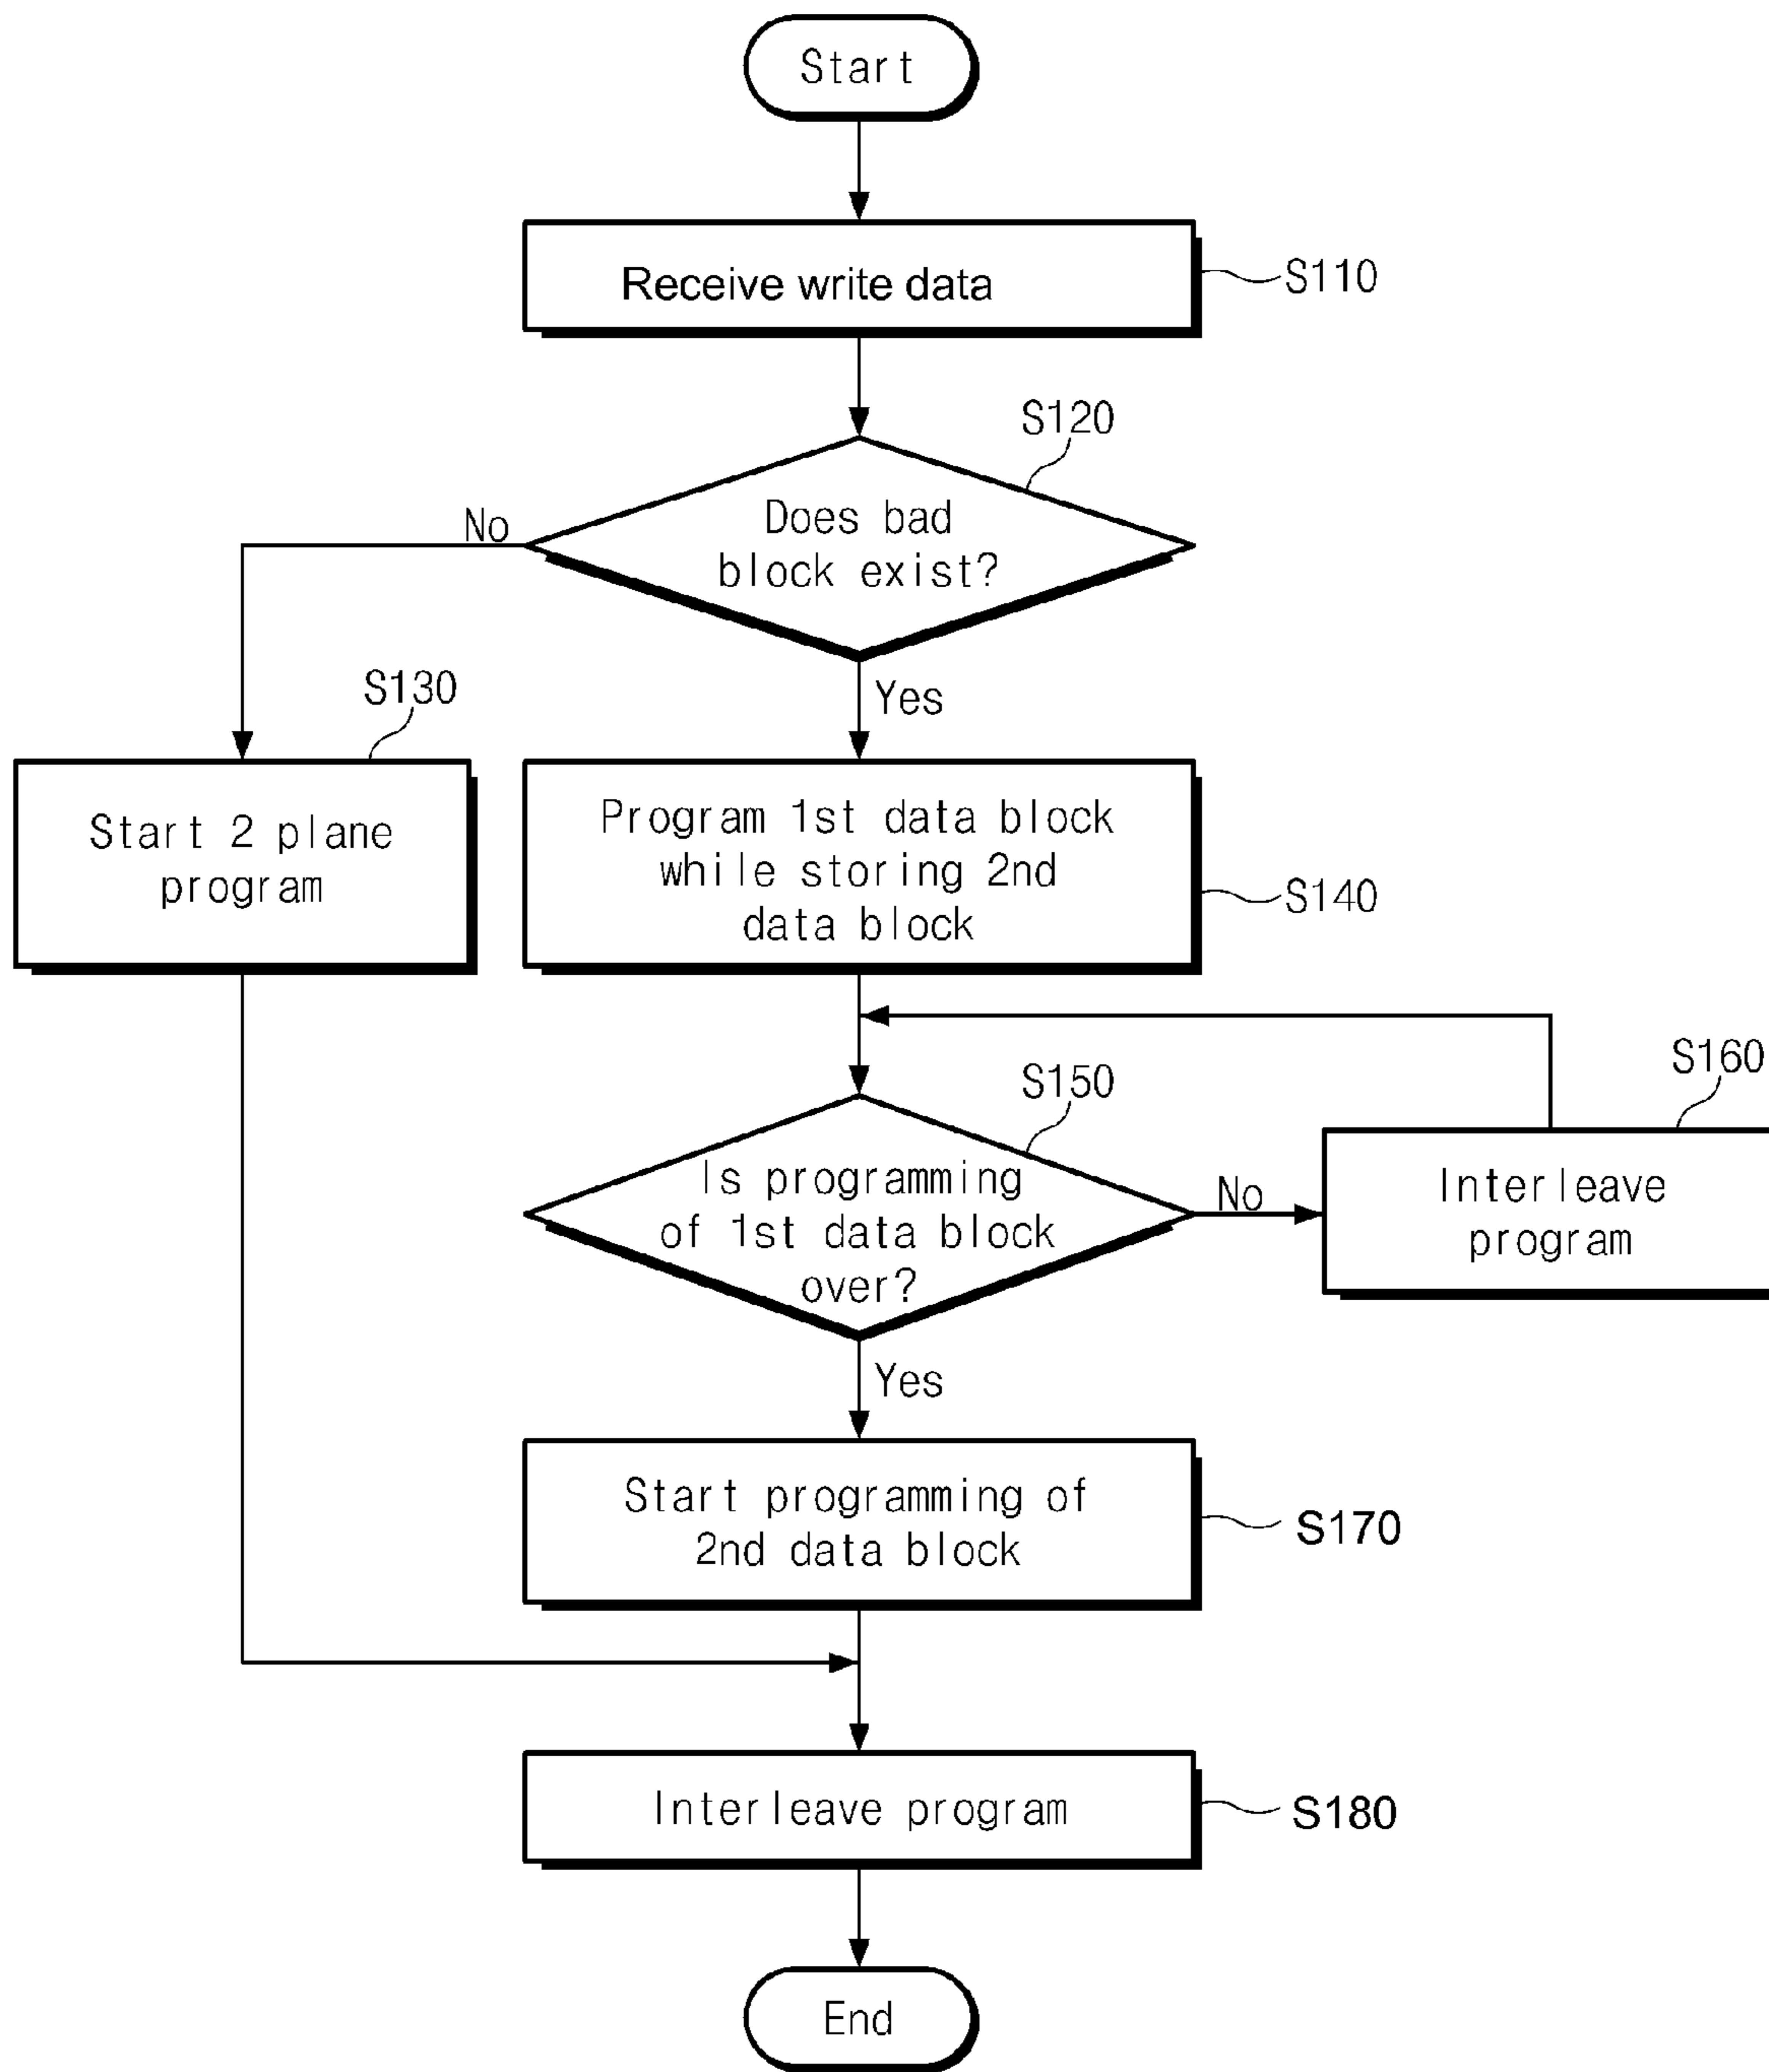 Start
Receive write data
S110
S120
Does bad
block exist?
No
Yes
S130
Start 2 plane
program
Program 1st data block
while storing 2nd
data block
S140
S150
Is programming
of 1st data block
over?
No
S160
Interleave
program
Yes
Start programming of
2nd data block
S170
Interleave program
S180
End